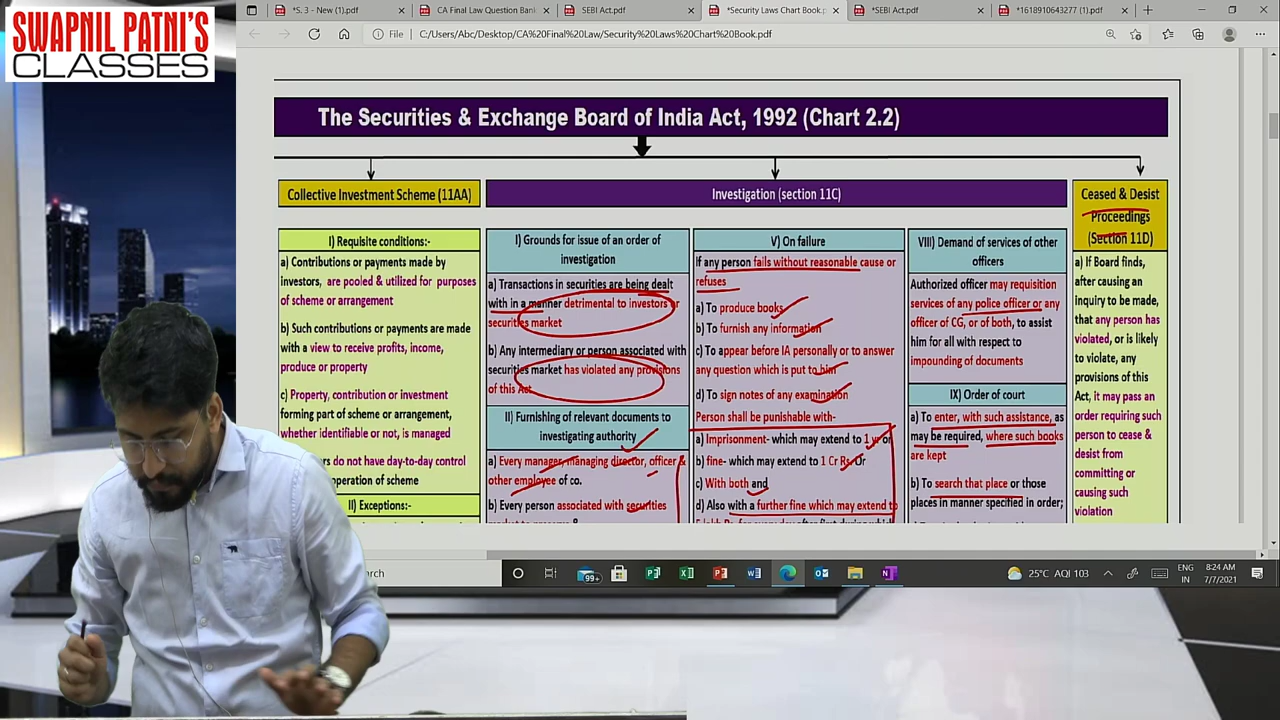 SWAPNIL PATNI'S
CLASSES
*S. 3 - New (1).pdf
CA Final Law Question Ban
SEBI Act.pdf
*Security Laws Chart Book.p
*SEBI Act.pdf
*1618910643277 (1).pdf
File
C:/Users/Abc/Desktop/CA%20Final%20Law/Security%20Laws%20Chart%20Book.pdf
The Securities & Exchange Board of India Act, 1992 (Chart 2.2)
Collective Investment Scheme (11AA)
I) Requisite conditions:-
a) Contributions or payments made by
investors, are pooled & utilized for purposes
of scheme or arrangement
b) Such contributions or payments are made
with a view to receive profits, income,
produce or property
c) Property, contribution or investment
forming part of scheme or arrangement,
whether identifiable or not, is managed
rs do not have day-to-day control
peration of scheme
II) Exceptions:-
Investigation (section 11C)
I) Grounds for issue of an order of
investigation
a) Transactions in securities are being dealt
with in a manner detrimental to investors or
securities market
b) Any intermediary or person associated with
securities market has violated any provisions
of this Act
II) Furnishing of relevant documents to
investigating authority
a) Every manager, managing director, officer &
other employee of co.
b) Every person associated with securities
V) On failure
If any person fails without reasonable cause or
refuses
a) To produce books
b) To furnish any information
c) To appear before IA personally or to answer
any question which is put to him
d) To sign notes of any examination
Person shall be punishable with-
a) Imprisonment- which may extend to 1 yr or
b) fine- which may extend to 1 Cr Rs. Or
c) With both and
d) Also with a further fine which may extend to
VIII) Demand of services of other
officers
Authorized officer may requisition
services of any police officer or any
officer of CG, or of both, to assist
him for all with respect to
impounding of documents
IX) Order of court
a) To enter, with such assistance, as
may be required, where such books
are kept
b) To search that place or those
places in manner specified in order;
Ceased & Desist
Proceedings
(Section 11D)
a) If Board finds,
after causing an
inquiry to be made,
that any person has
violated, or is likely
to violate, any
provisions of this
Act, it may pass an
order requiring such
person to cease &
desist from
committing or
causing such
violation
rch
99+
25°C AQI 103
ENG
IN
8:24 AM
7/7/2021